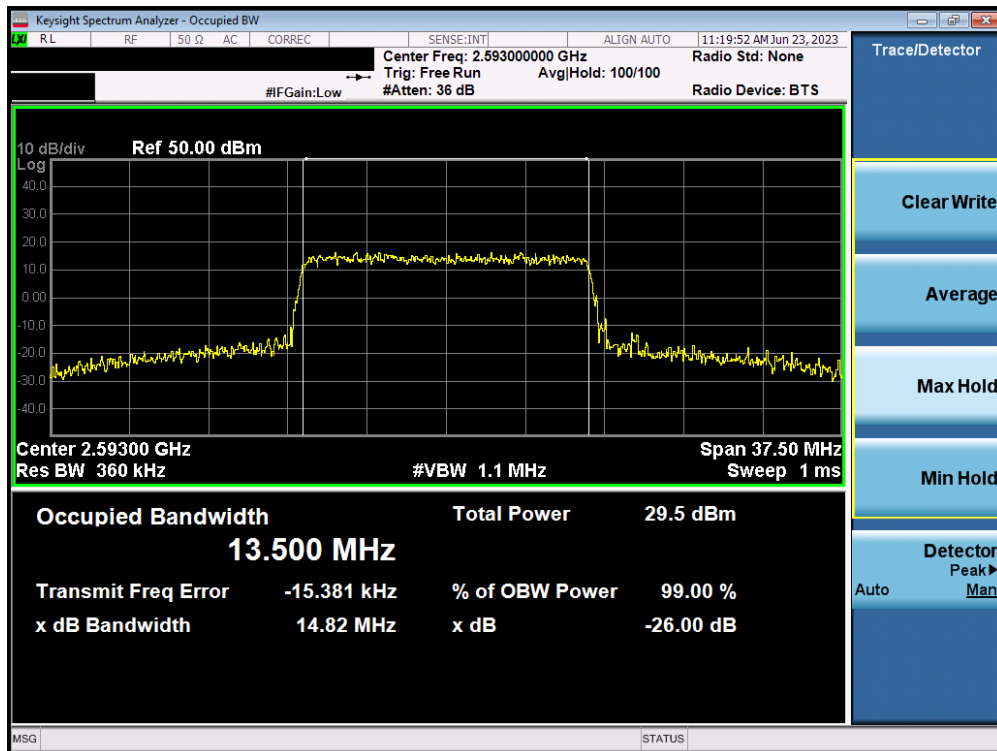 Keysight Spectrum Analyzer - Occupied BW
LXI RL RF 50 Ω AC CORREC SENSE:INT ALIGN AUTO 11:19:52 AM Jun 23, 2023
Center Freq: 2.593000000 GHz Radio Std: None
Trig: Free Run Avg|Hold: 100/100
#IFGain:Low #Atten: 36 dB Radio Device: BTS
10 dB/div Ref 50.00 dBm
Log
40.0
30.0
20.0
10.0
0.00
-10.0
-20.0
-30.0
-40.0
Center 2.59300 GHz Span 37.50 MHz
Res BW 360 kHz #VBW 1.1 MHz Sweep 1 ms
Occupied Bandwidth Total Power 29.5 dBm
13.500 MHz
Transmit Freq Error -15.381 kHz % of OBW Power 99.00 %
x dB Bandwidth 14.82 MHz x dB -26.00 dB
MSG STATUS
Trace/Detector
Clear Write
Average
Max Hold
Min Hold
Detector
Peak▶
Auto Man